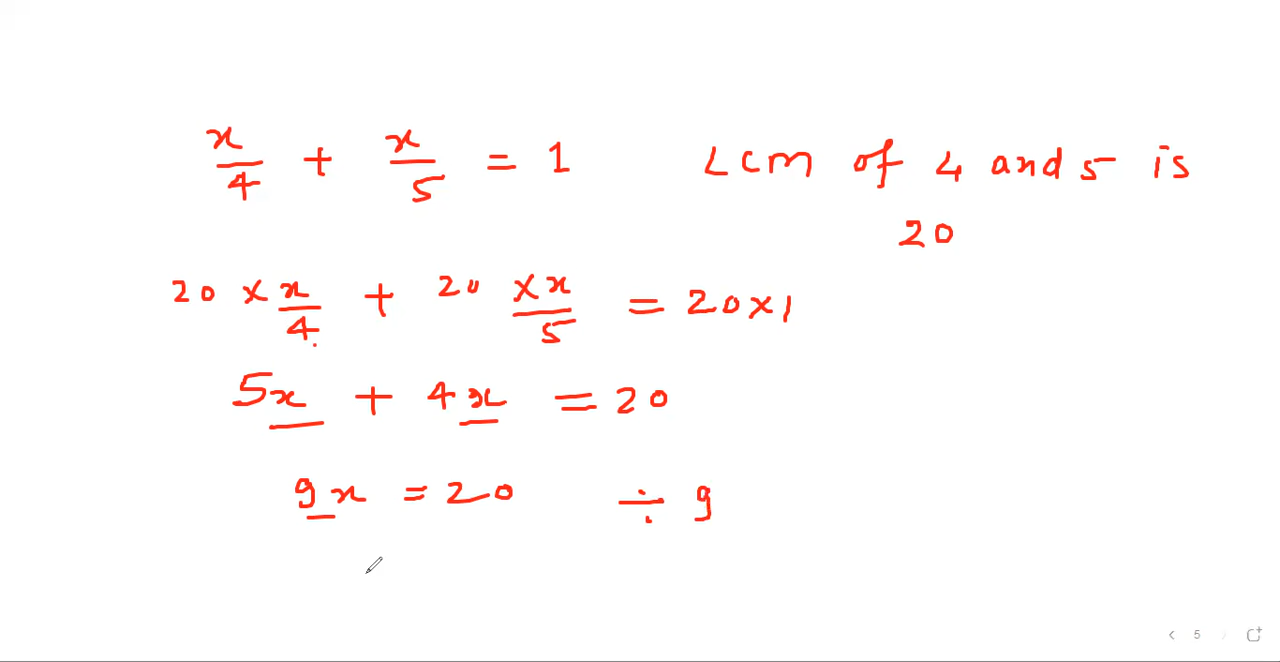 x/4 + x/5 = 1 LCM of 4 and 5 is
20
20 × x/4 + 20 × x/5 = 20×1
5x + 4x = 20
9x = 20 ÷ 9
5